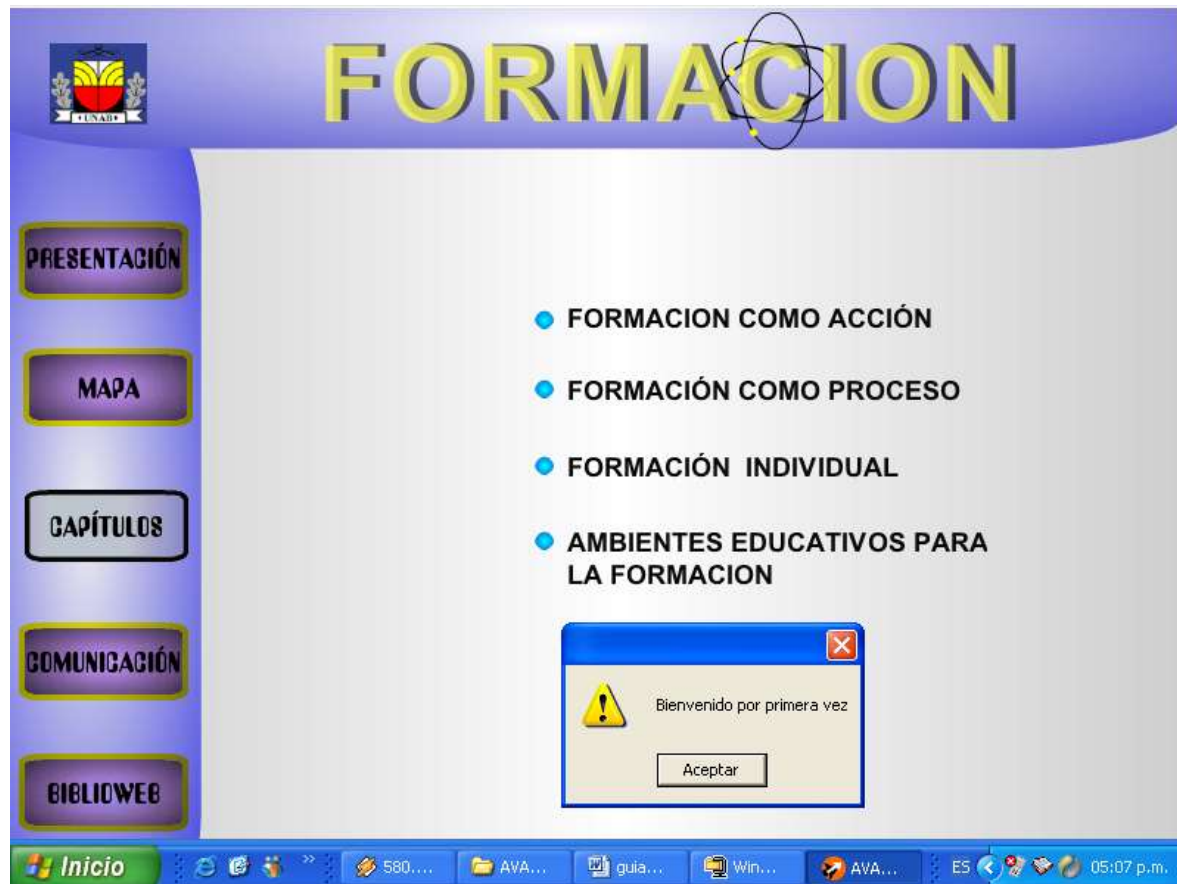 FORMACION
UNAB
PRESENTACIÓN
MAPA
CAPÍTULOS
COMUNICACIÓN
BIBLIOWEB
FORMACION COMO ACCIÓN
FORMACIÓN COMO PROCESO
FORMACIÓN INDIVIDUAL
AMBIENTES EDUCATIVOS PARA
LA FORMACION
Bienvenido por primera vez
Aceptar
Inicio 580.... AVA... guia... Win... AVA... ES 05:07 p.m.